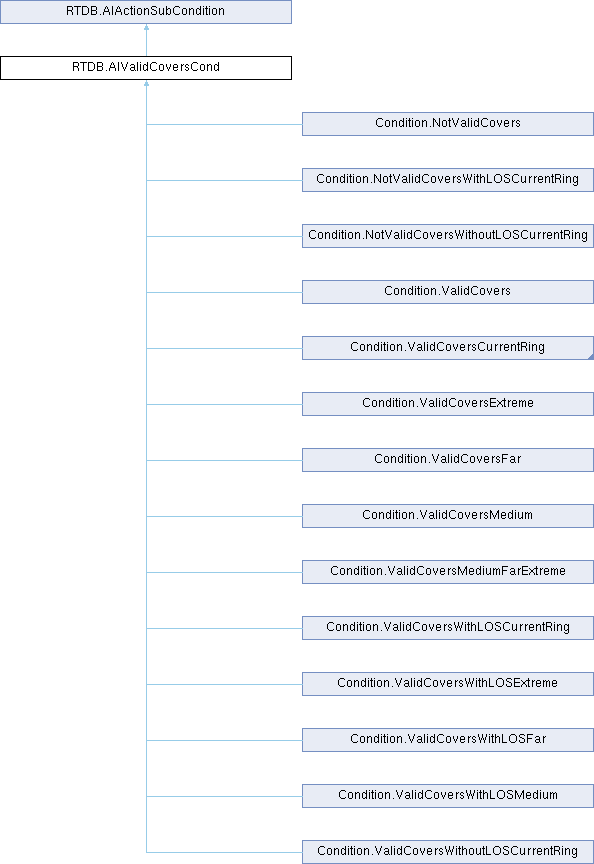 RTDB.AIActionSubCondition
RTDB.AIValidCoversCond
Condition.NotValidCovers
Condition.NotValidCoversWithLOSCurrentRing
Condition.NotValidCoversWithoutLOSCurrentRing
Condition.ValidCovers
Condition.ValidCoversCurrentRing
Condition.ValidCoversExtreme
Condition.ValidCoversFar
Condition.ValidCoversMedium
Condition.ValidCoversMediumFarExtreme
Condition.ValidCoversWithLOSCurrentRing
Condition.ValidCoversWithLOSExtreme
Condition.ValidCoversWithLOSFar
Condition.ValidCoversWithLOSMedium
Condition.ValidCoversWithoutLOSCurrentRing